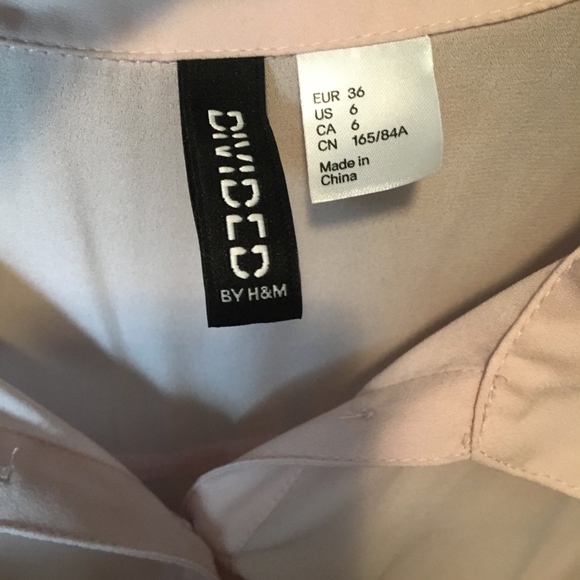 DIVIDED
BY H&M
EUR 36
US 6
CA 6
CN 165/84A
Made in
China